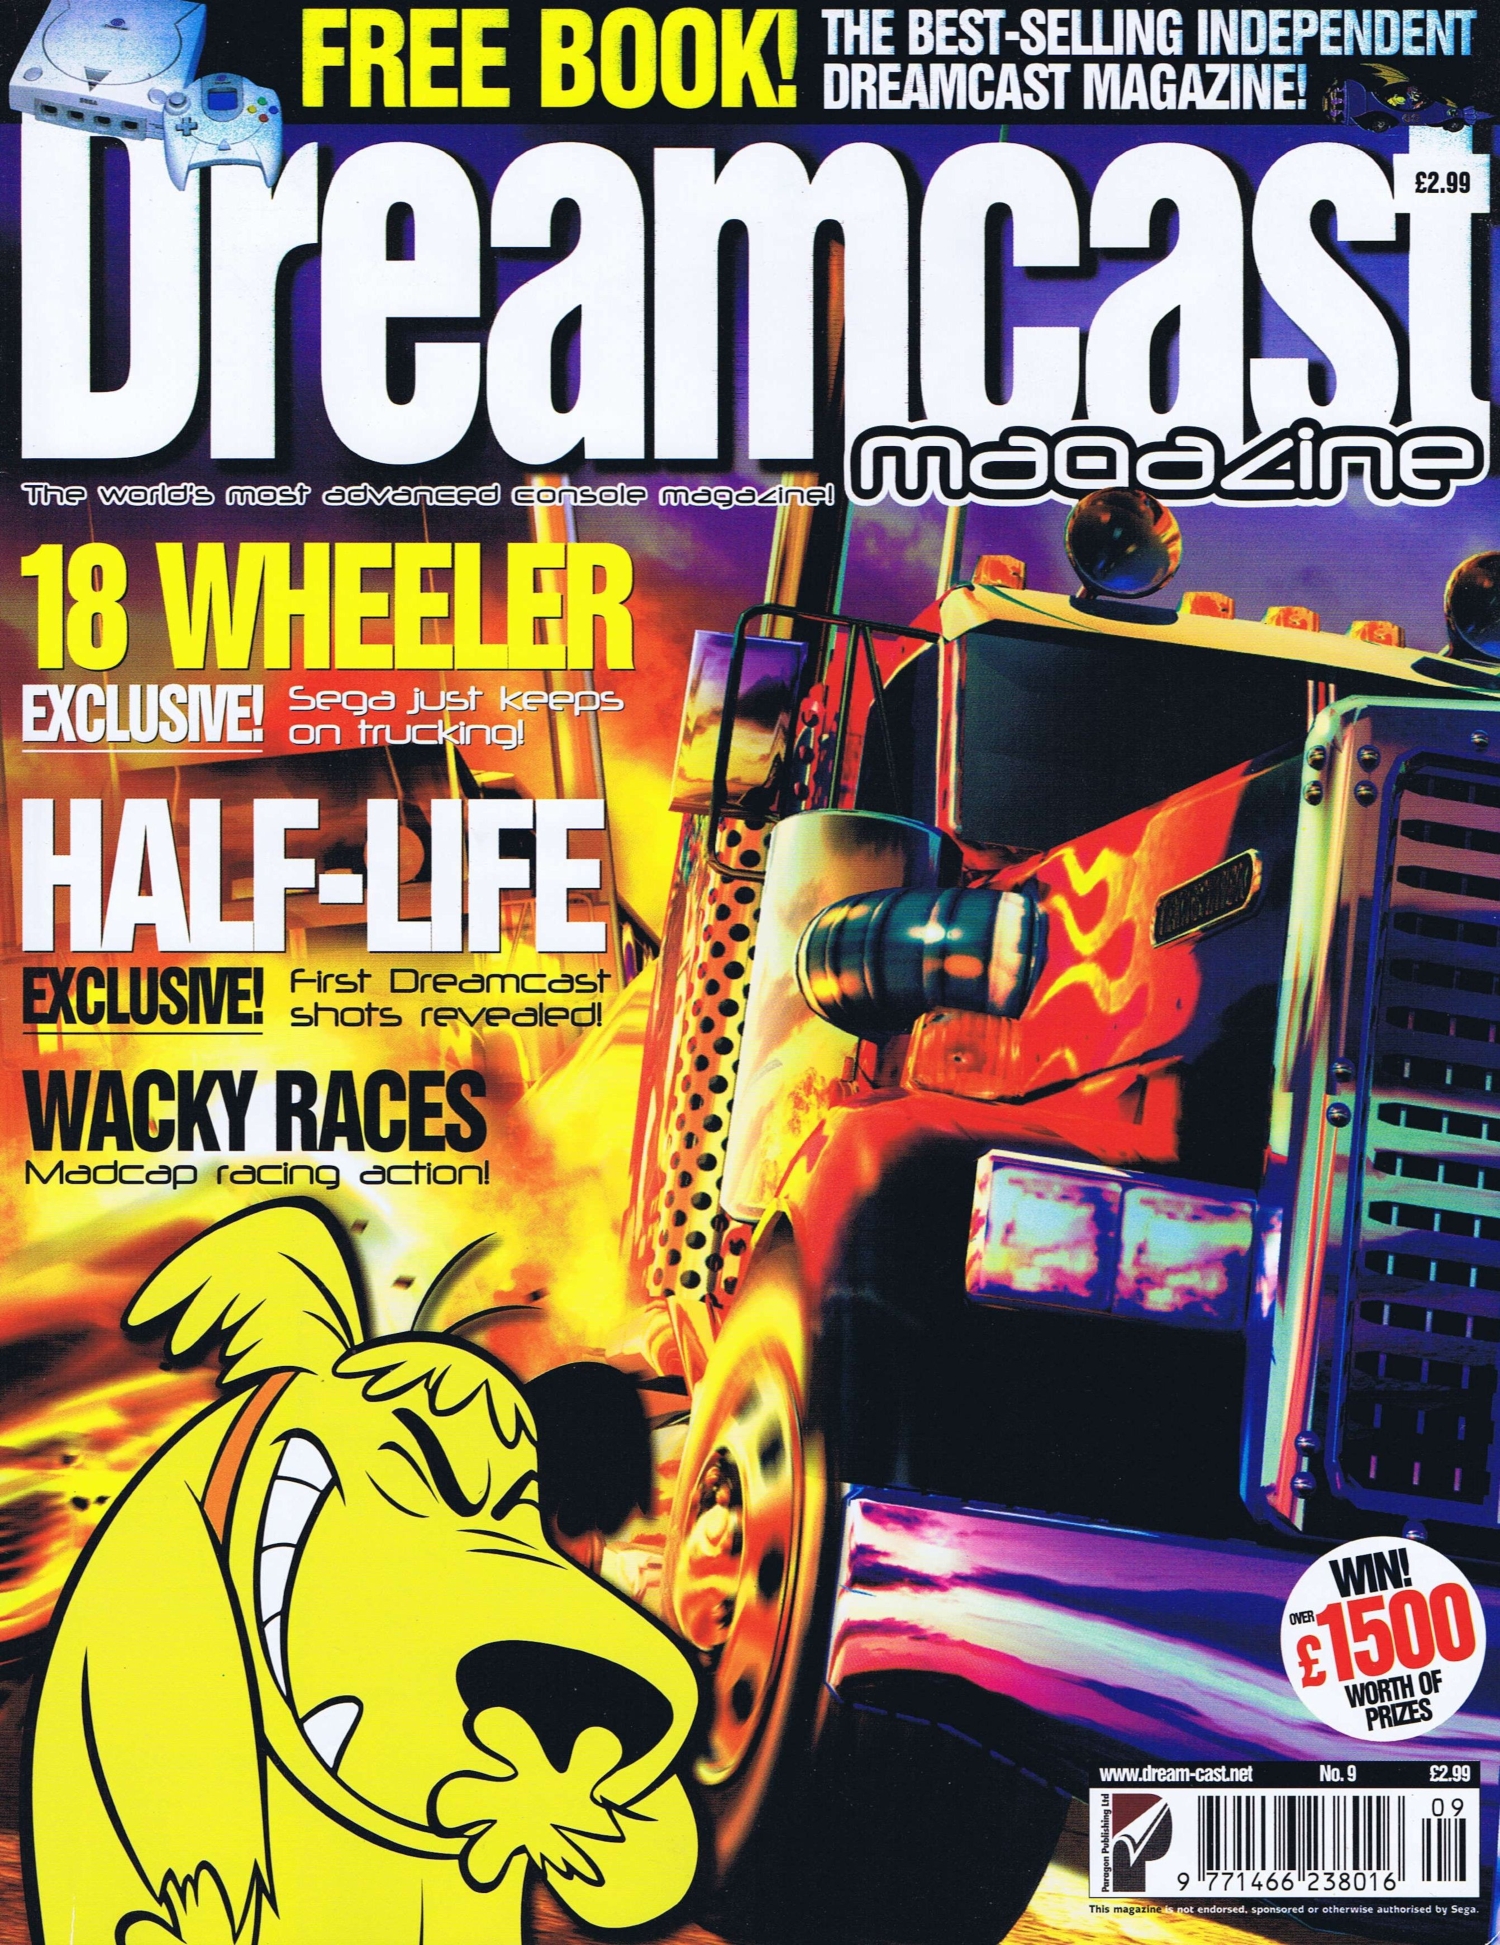 FREE BOOK!
THE BEST-SELLING INDEPENDENT
DREAMCAST MAGAZINE!
SEGA
Dreamcast
£2.99
magazine
The world's most advanced console magazine!
18 WHEELER
EXCLUSIVE!
Sega just keeps
on trucking!
HALF-LIFE
EXCLUSIVE!
First Dreamcast
shots revealed!
WACKY RACES
Madcap racing action!
WIN!
OVER
£1500
WORTH OF
PRIZES
www.dream-cast.net No. 9 £2.99
Paragon Publishing Ltd
09
9 771466 238016
This magazine is not endorsed, sponsored or otherwise authorised by Sega.